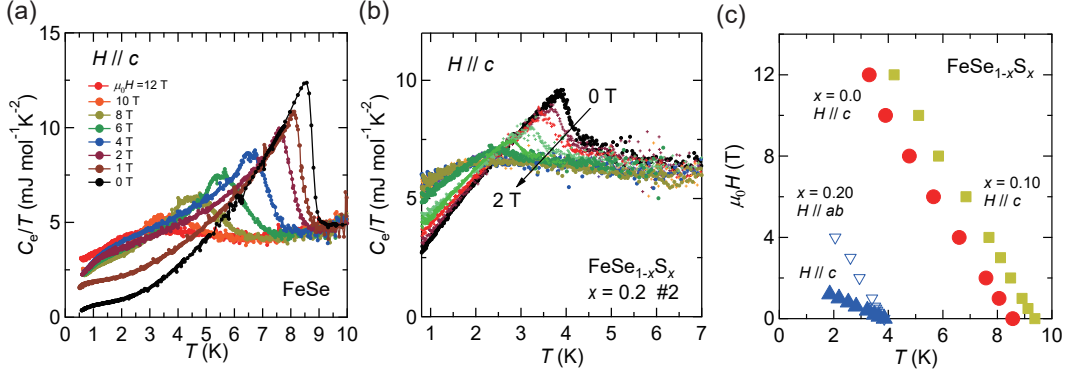 (a)
H // c
μ₀H =12 T
10 T
8 T
6 T
4 T
2 T
1 T
0 T
FeSe
15
10
5
0
0 1 2 3 4 5 6 7 8 9 10
Cₑ/T (mJ mol⁻¹K⁻²)
T (K)
(b)
H // c
0 T
2 T
FeSe₁₋ₓSₓ
x = 0.2 #2
10
5
0
1 2 3 4 5 6 7
Cₑ/T (mJ mol⁻¹K⁻²)
T (K)
(c)
FeSe₁₋ₓSₓ
x = 0.0
H // c
x = 0.20
H // ab
x = 0.10
H // c
H // c
12
8
4
0
0 2 4 6 8 10
μ₀H (T)
T (K)